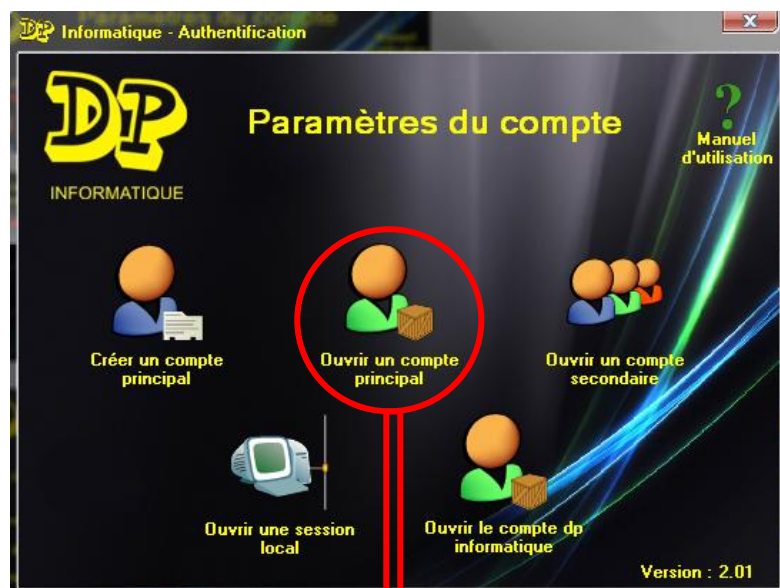 DP Informatique - Authentification
X
DP
Paramètres du compte
?
Manuel
d'utilisation
INFORMATIQUE
Créer un compte
principal
Ouvrir un compte
principal
Ouvrir un compte
secondaire
Ouvrir une session
local
Ouvrir le compte dp
informatique
Version : 2.01